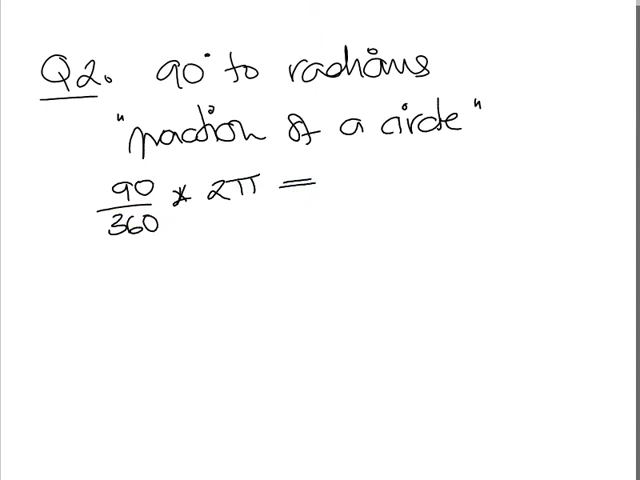 Q2. 90° to radians
"fraction of a circle"
90/360 * 2π =